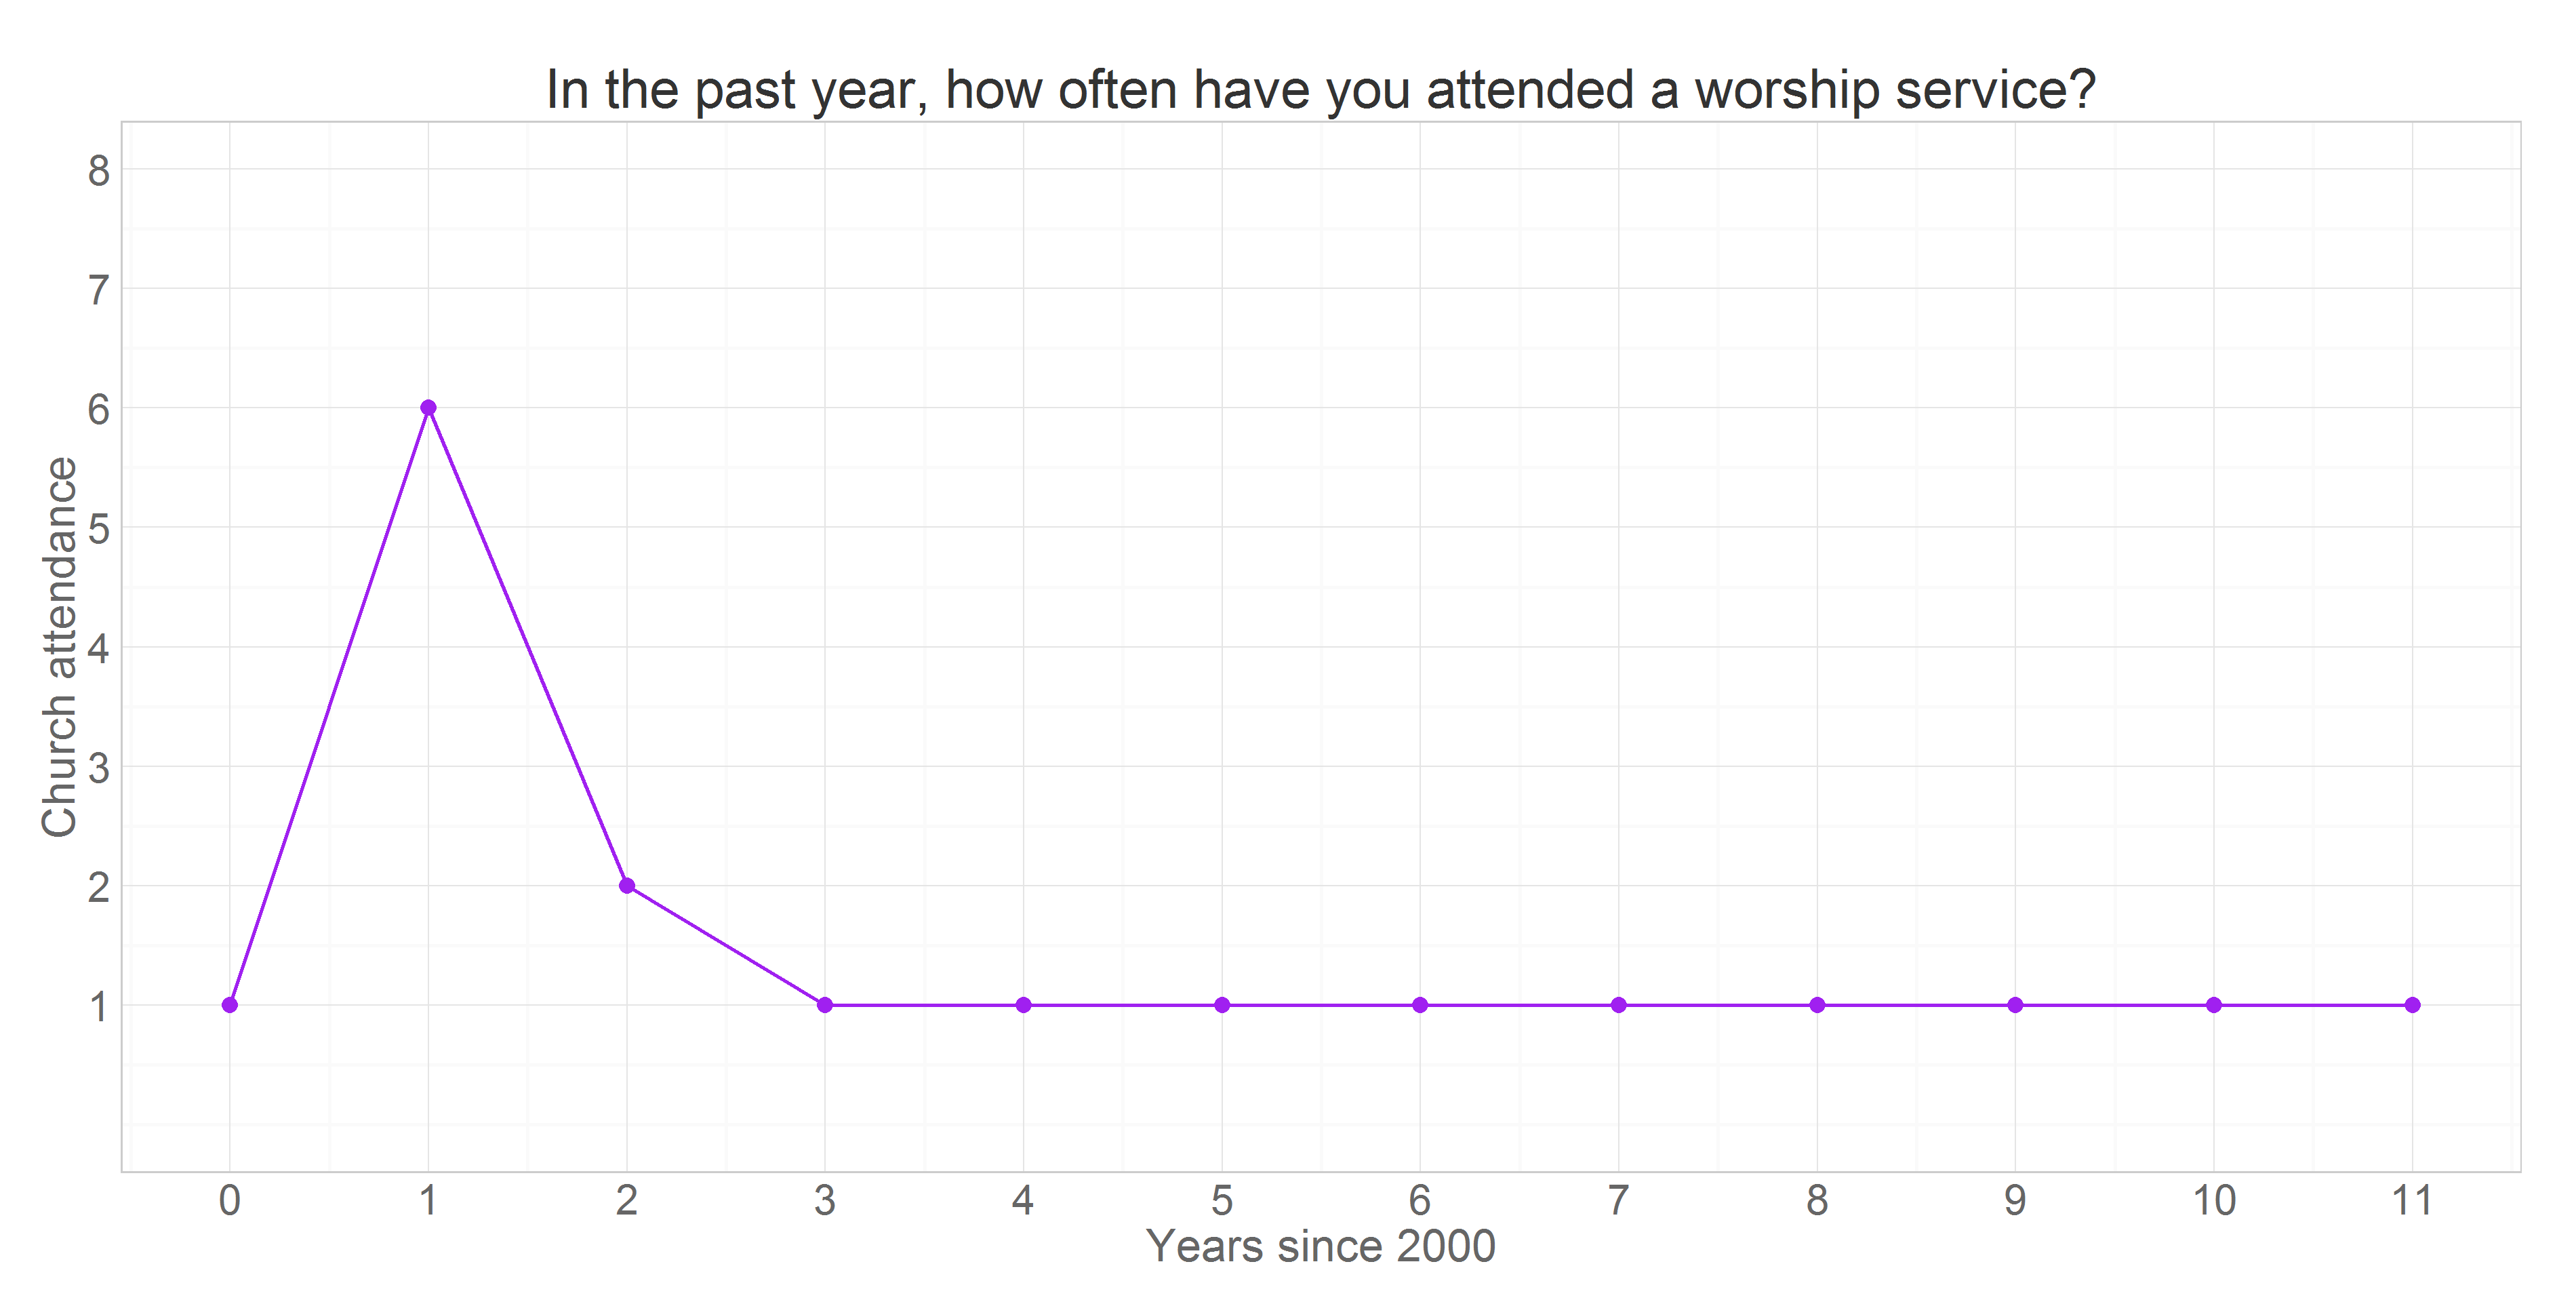 In the past year, how often have you attended a worship service?
Church attendance
8
7
6
5
4
3
2
1
0 1 2 3 4 5 6 7 8 9 10 11
Years since 2000